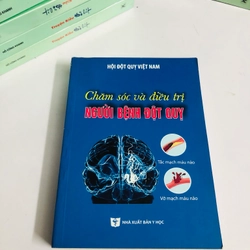 HỘI ĐỘT QUỴ VIỆT NAM
Chăm sóc và điều trị
NGƯỜI BỆNH ĐỘT QUỴ
Tắc mạch máu não
Vỡ mạch máu não
NHÀ XUẤT BẢN Y HỌC